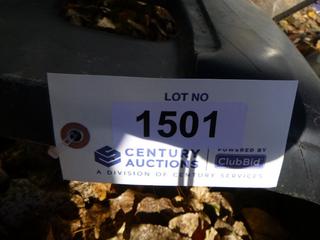 LOT NO
1501
CENTURY AUCTIONS
POWERED BY
ClubBid
A DIVISION OF CENTURY SERVICES